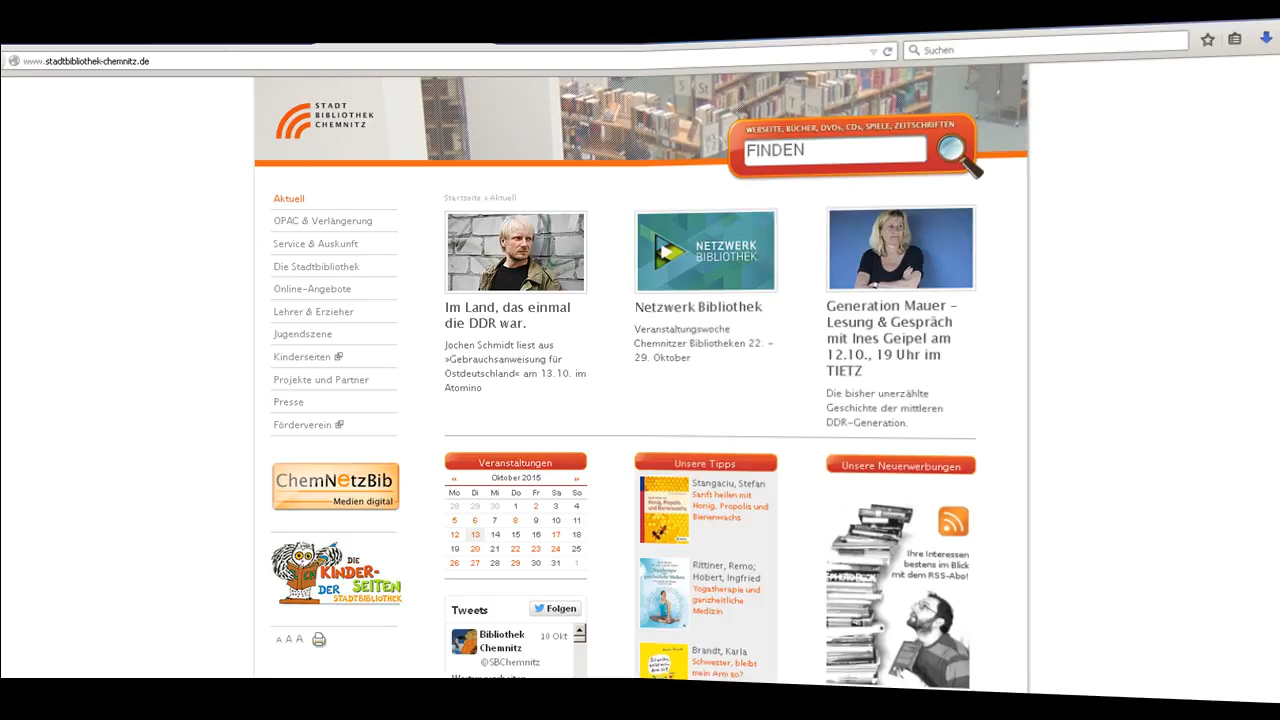 www.stadtbibliothek-chemnitz.de
Suchen
STADT
BIBLIOTHEK
CHEMNITZ
WEBSEITE, BÜCHER, DVDs, CDs, SPIELE, ZEITSCHRIFTEN
FINDEN
Aktuell
OPAC & Verlängerung
Service & Auskunft
Die Stadtbibliothek
Online-Angebote
Lehrer & Erzieher
Jugendszene
Kinderseiten
Projekte und Partner
Presse
Förderverein
ChemNetzBib
Medien digital
DIE
KINDER-
SEITEN
DER
STADTBIBLIOTHEK
A A A
Startseite » Aktuell
Im Land, das einmal
die DDR war.
Jochen Schmidt liest aus
»Gebrauchsanweisung für
Ostdeutschland« am 13.10. im
Atomino
NETZWERK
BIBLIOTHEK
Netzwerk Bibliothek
Veranstaltungswoche
Chemnitzer Bibliotheken 22. -
29. Oktober
Generation Mauer -
Lesung & Gespräch
mit Ines Geipel am
12.10., 19 Uhr im
TIETZ
Die bisher unerzählte
Geschichte der mittleren
DDR-Generation.
Veranstaltungen
« Oktober 2015 »
Mo Di Mi Do Fr Sa So
28 29 30 1 2 3 4
5 6 7 8 9 10 11
12 13 14 15 16 17 18
19 20 21 22 23 24 25
26 27 28 29 30 31 1
Tweets
Folgen
Bibliothek
Chemnitz
10 Okt
@SBChemnitz
Unsere Tipps
Stangaciu, Stefan
Sanft heilen mit
Honig, Propolis und
Bienenwachs
Rittiner, Remo;
Hobert, Ingfried
Yogatherapie und
ganzheitliche
Medizin
Brandt, Karla
Schwester, bleibt
mein Arm so?
Unsere Neuerwerbungen
Ihre Interessen
bestens im Blick
mit dem RSS-Abo!